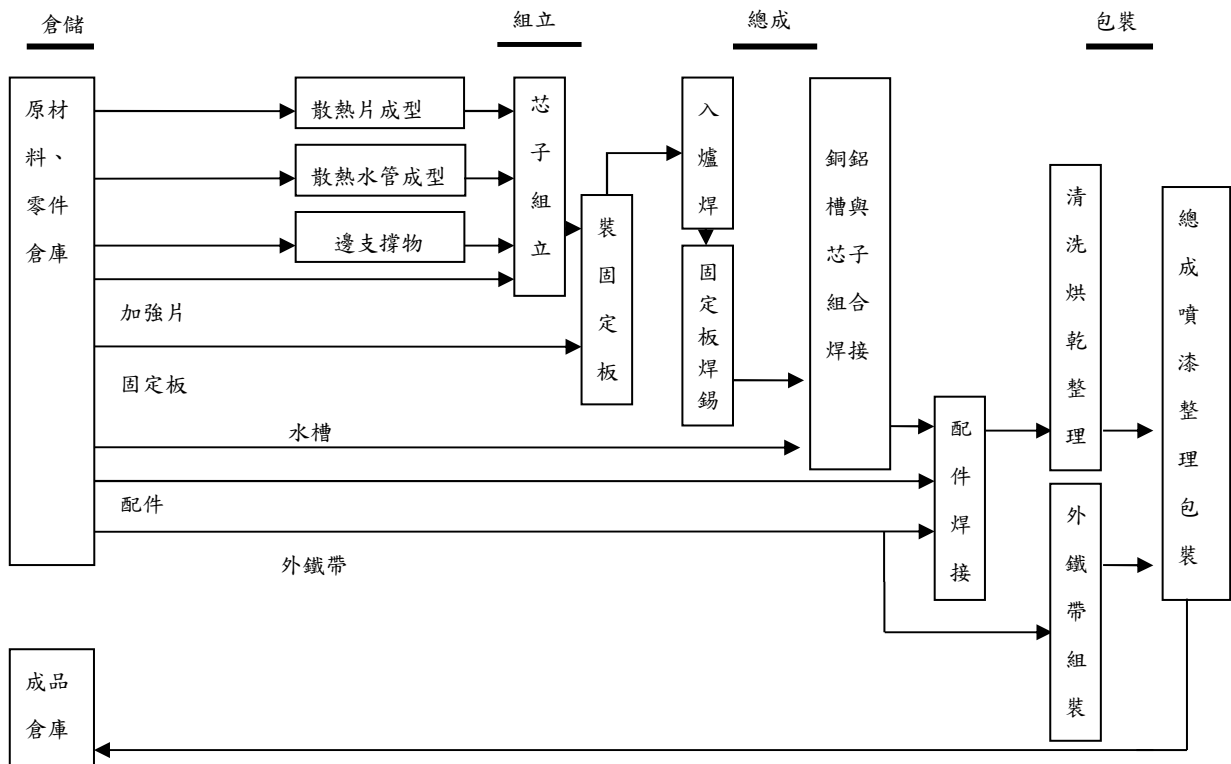 倉儲
組立
總成
包裝
原材
料、
零件
倉庫
散熱片成型
散熱水管成型
邊支撐物
加強片
固定板
水槽
配件
外鐵帶
芯子組立
裝固定板
入爐焊
固定板焊錫
銅鋁
槽與
芯子
組合
焊接
配件焊接
清洗烘乾整理
外鐵帶組裝
總成噴漆整理包裝
成品
倉庫